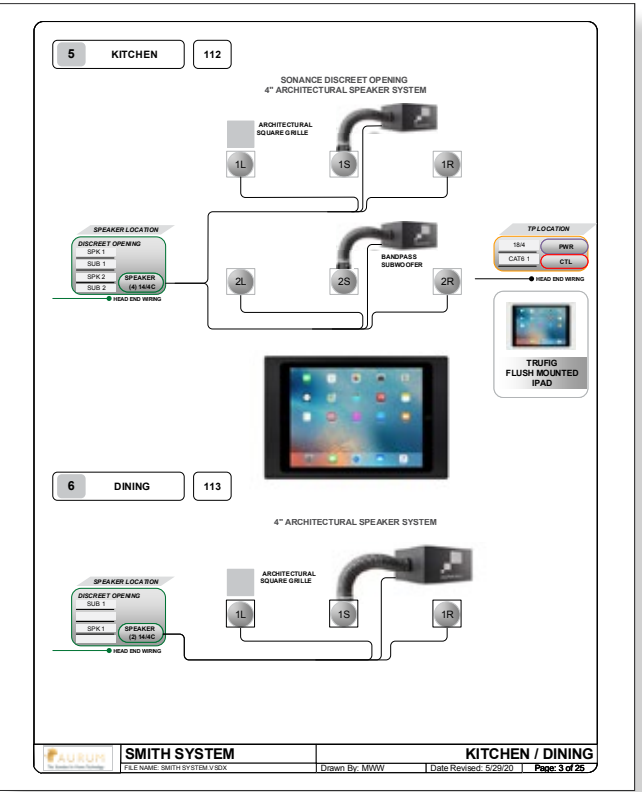 5 KITCHEN 112
SONANCE DISCREET OPENING
4" ARCHITECTURAL SPEAKER SYSTEM
ARCHITECTURAL
SQUARE GRILLE
1L 1S 1R
SPEAKER LOCATION
DISCREET OPENING
SPK 1
SUB 1
SPK 2
SUB 2
SPEAKER
(4) 14/4C
HEAD END WIRING
BANDPASS
SUBWOOFER
2L 2S 2R
TP LOCATION
18/4 PWR
CAT6 1 CTL
HEAD END WIRING
TRUFIG
FLUSH MOUNTED
IPAD
6 DINING 113
4" ARCHITECTURAL SPEAKER SYSTEM
ARCHITECTURAL
SQUARE GRILLE
1L 1S 1R
SPEAKER LOCATION
DISCREET OPENING
SUB 1
SPK 1
SPEAKER
(2) 14/4C
HEAD END WIRING
AURUM
SMITH SYSTEM
KITCHEN / DINING
FILE NAME: SMITH SYSTEM.VSDX
Drawn By: MWW
Date Revised: 5/29/20
Page: 3 of 25